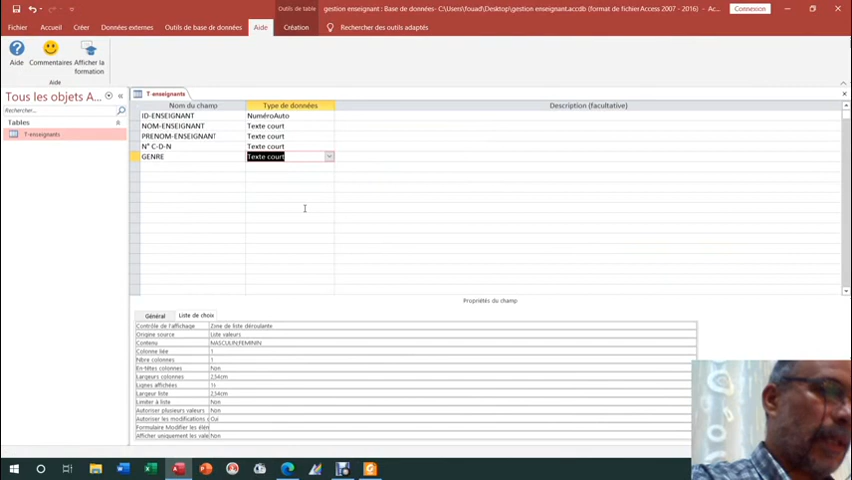 Outils de table
gestion enseignant : Base de données- C:\Users\fouad\Desktop\gestion enseignant.accdb (format de fichier Access 2007 - 2016) - Ac...
Connexion
Fichier Accueil Créer Données externes Outils de base de données Aide Création Rechercher des outils adaptés
Aide Commentaires Afficher la formation
Aide
Tous les objets A...
Rechercher...
Tables
T-enseignants
T enseignants
Nom du champ Type de données Description (facultative)
ID-ENSEIGNANT NuméroAuto
NOM-ENSEIGNANT Texte court
PRENOM-ENSEIGNANT Texte court
N° C-D-N Texte court
GENRE Texte court
Propriétés du champ
Général Liste de choix
Contrôle de l'affichage Zone de liste déroulante
Origine source Liste valeurs
Contenu MASCULIN;FEMININ
Colonne liée 1
Nbre colonnes 1
En-têtes colonnes Non
Largeurs colonnes 2,54cm
Lignes affichées 16
Largeur liste 2,54cm
Limiter à liste Non
Autoriser plusieurs valeurs Non
Autoriser les modifications Oui
Formulaire Modifier les élén
Afficher uniquement les vale Non